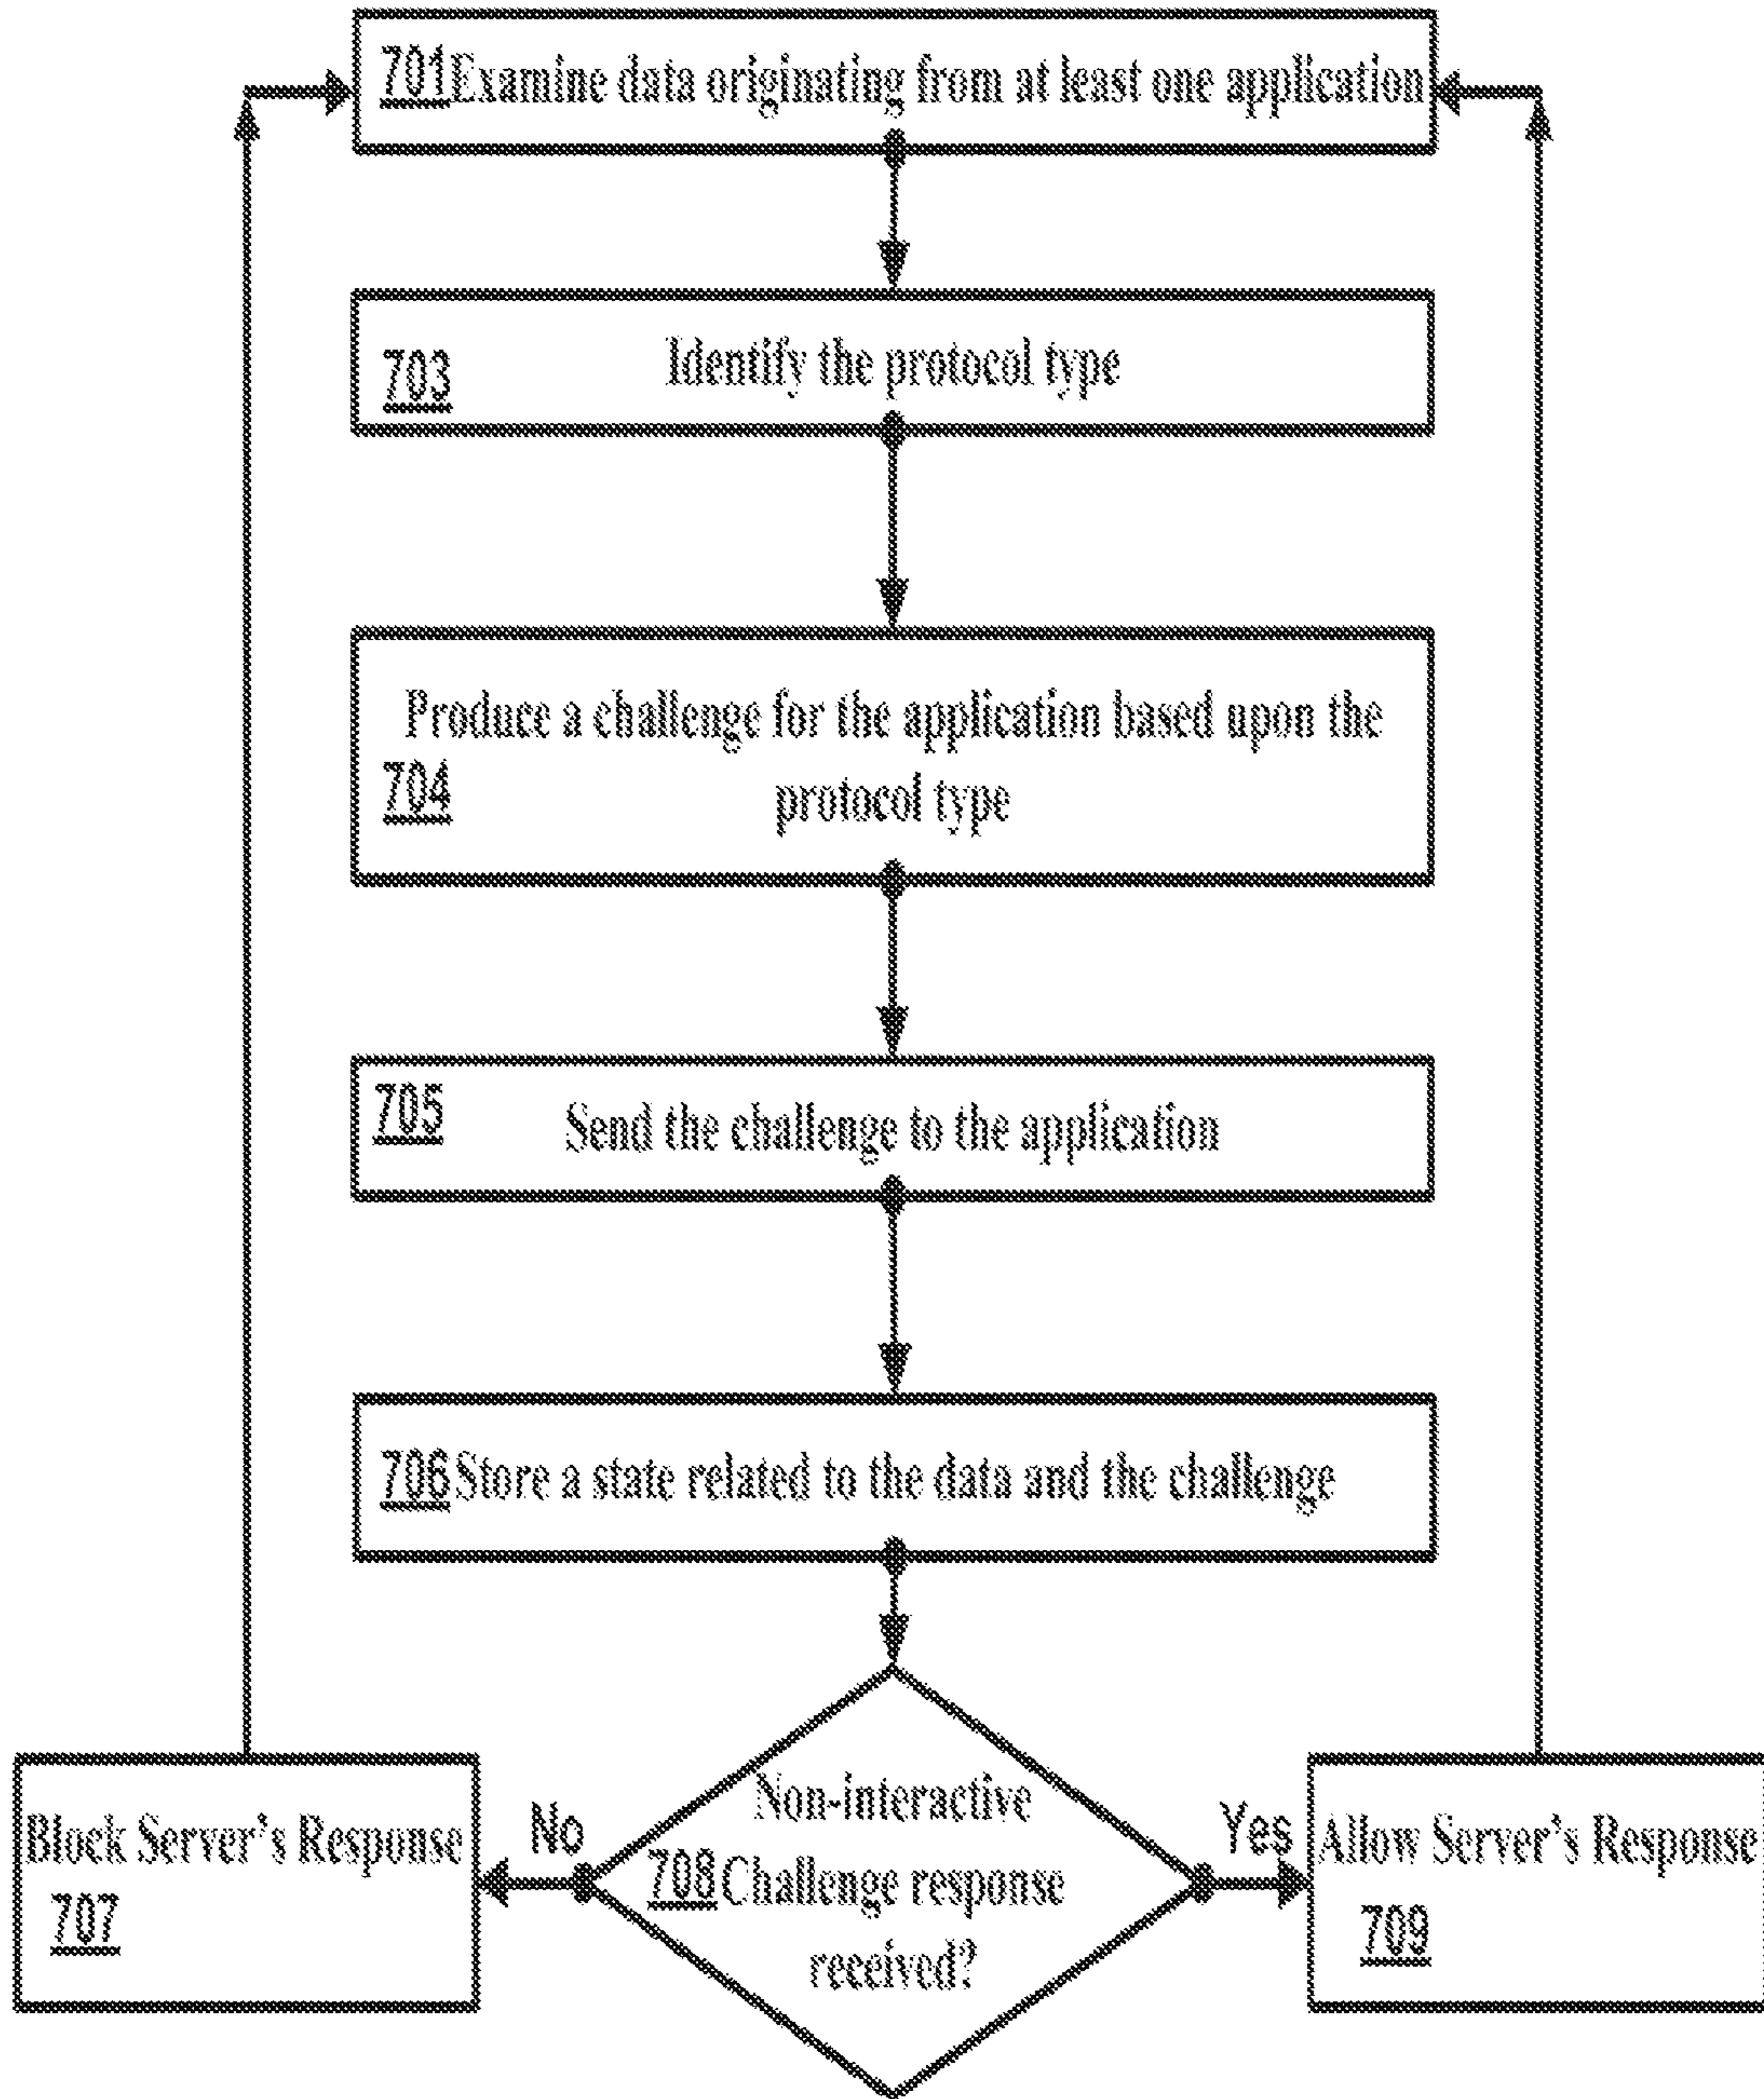 701 Examine data originating from at least one application
703 Identify the protocol type
Produce a challenge for the application based upon the
704 protocol type
705 Send the challenge to the application
706 Store a state related to the data and the challenge
Non-interactive
708 Challenge response
received?
No
Yes
Block Server's Response
707
Allow Server's Response
709